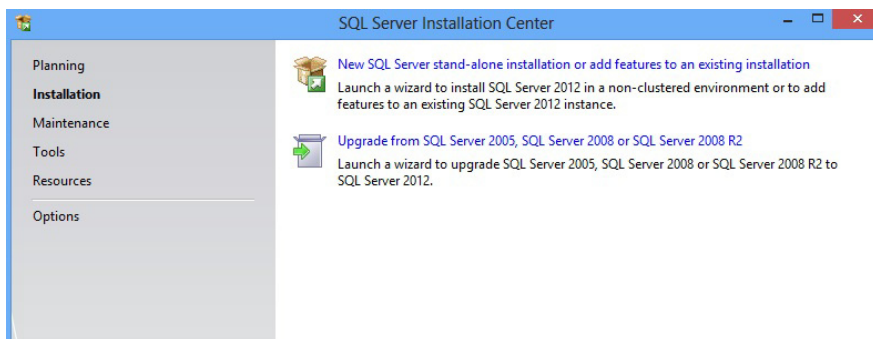 SQL Server Installation Center
Planning
Installation
Maintenance
Tools
Resources
Options
New SQL Server stand-alone installation or add features to an existing installation
Launch a wizard to install SQL Server 2012 in a non-clustered environment or to add
features to an existing SQL Server 2012 instance.
Upgrade from SQL Server 2005, SQL Server 2008 or SQL Server 2008 R2
Launch a wizard to upgrade SQL Server 2005, SQL Server 2008 or SQL Server 2008 R2 to
SQL Server 2012.